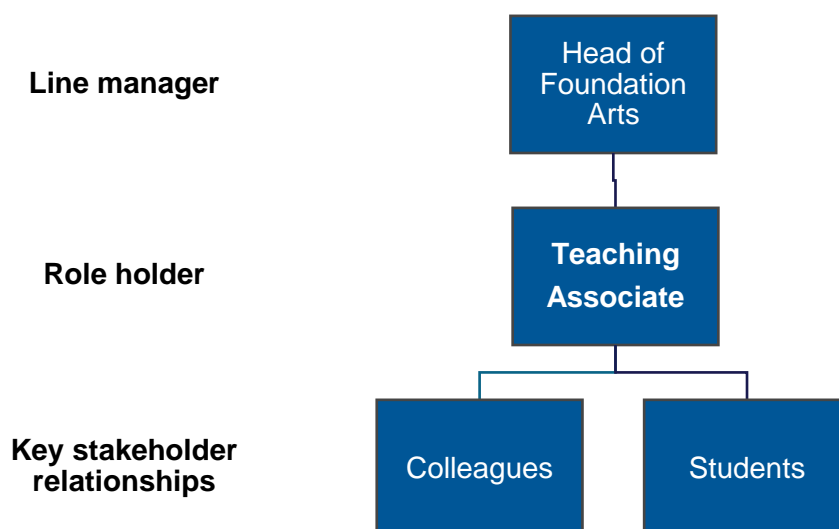 Line manager
Head of
Foundation
Arts
Role holder
Teaching
Associate
Key stakeholder
relationships
Colleagues
Students